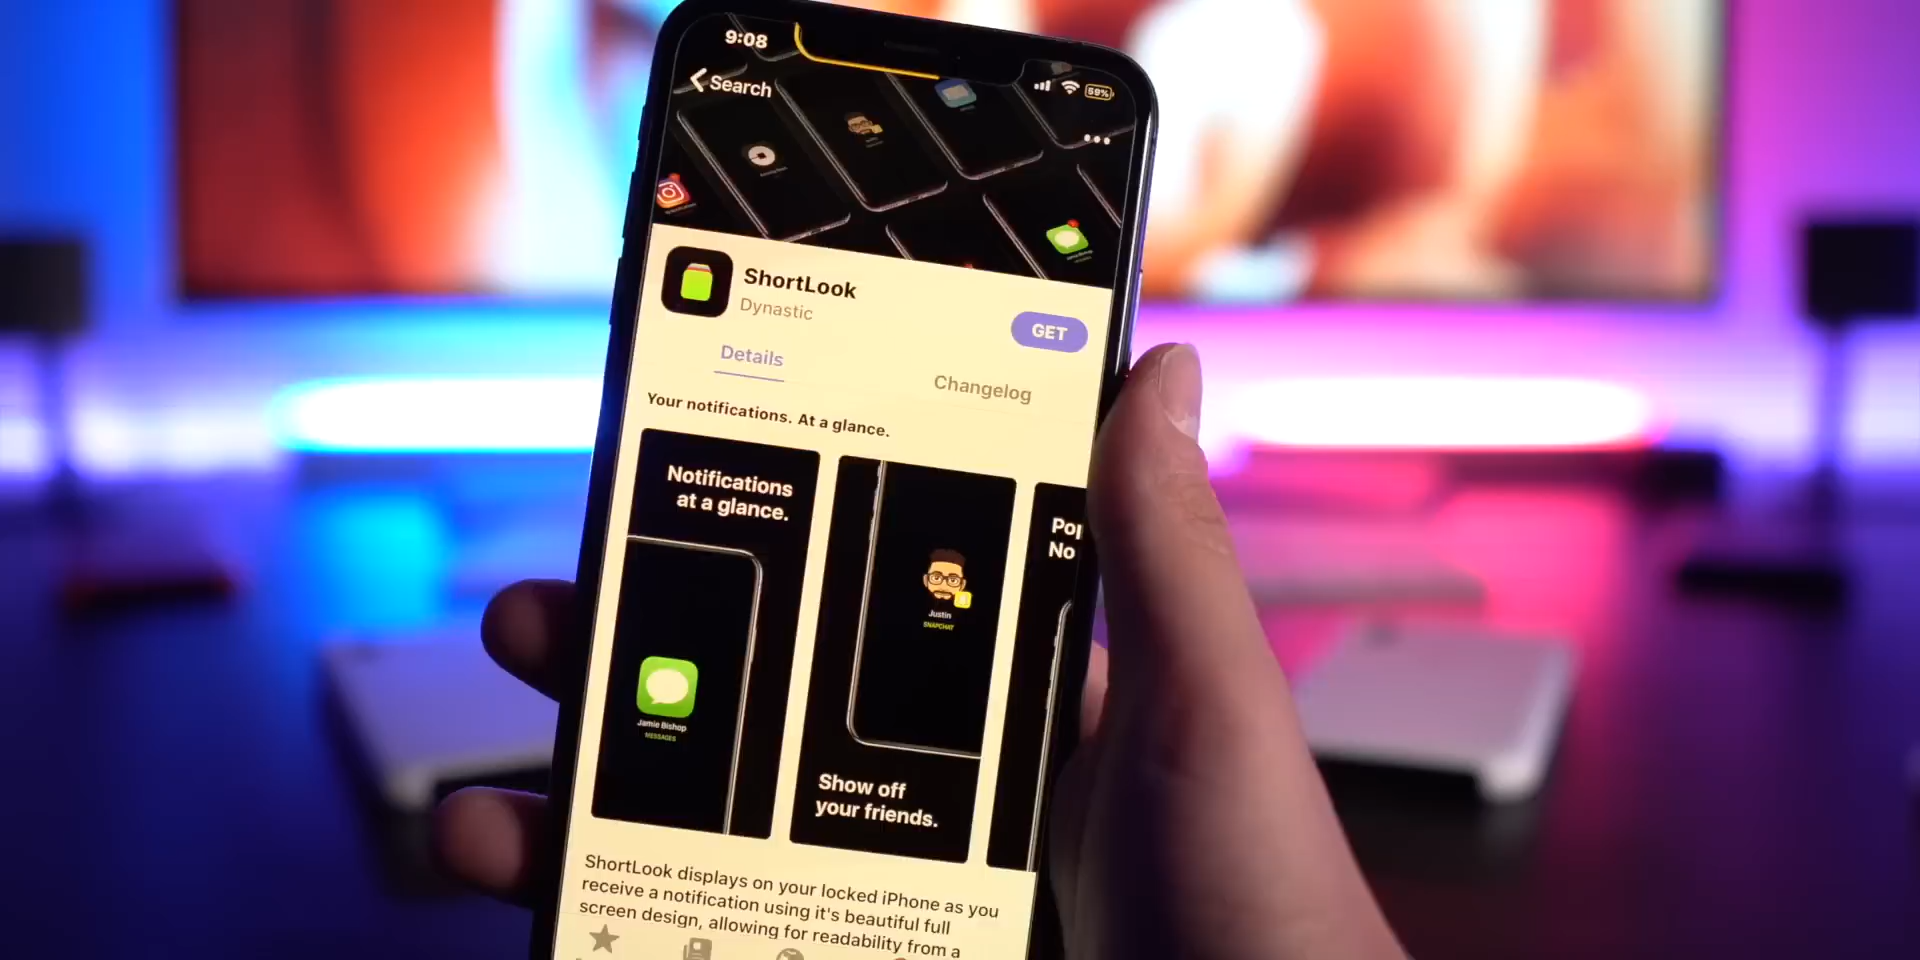 9:08
59%
Search
ShortLook
Dynastic
GET
Details
Changelog
Your notifications. At a glance.
Notifications
at a glance.
Jamie Bishop
MESSAGES
Justin
SNAPCHAT
Show off
your friends.
Pop
No
ShortLook displays on your locked iPhone as you
receive a notification using it's beautiful full
screen design, allowing for readability from a